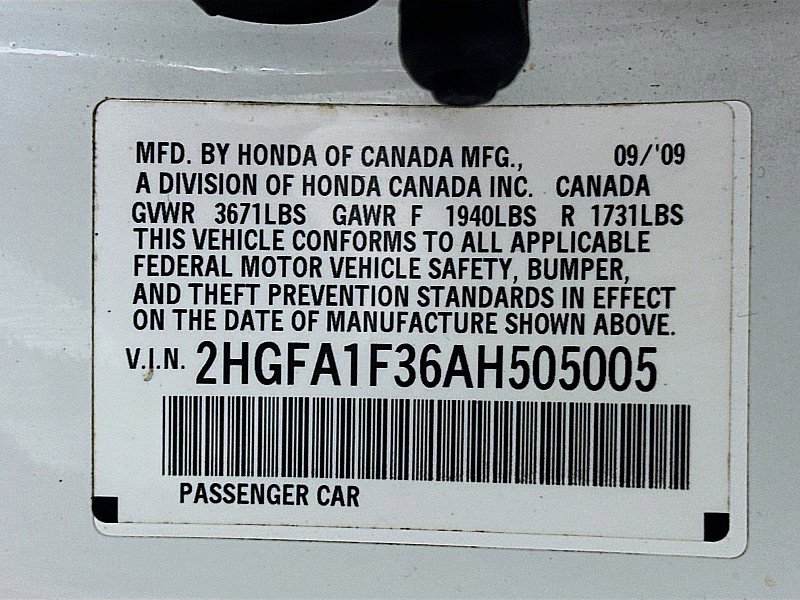 MFD. BY HONDA OF CANADA MFG., 09/'09
A DIVISION OF HONDA CANADA INC. CANADA
GVWR 3671LBS GAWR F 1940LBS R 1731LBS
THIS VEHICLE CONFORMS TO ALL APPLICABLE
FEDERAL MOTOR VEHICLE SAFETY, BUMPER,
AND THEFT PREVENTION STANDARDS IN EFFECT
ON THE DATE OF MANUFACTURE SHOWN ABOVE.
V.I.N. 2HGFA1F36AH505005
PASSENGER CAR